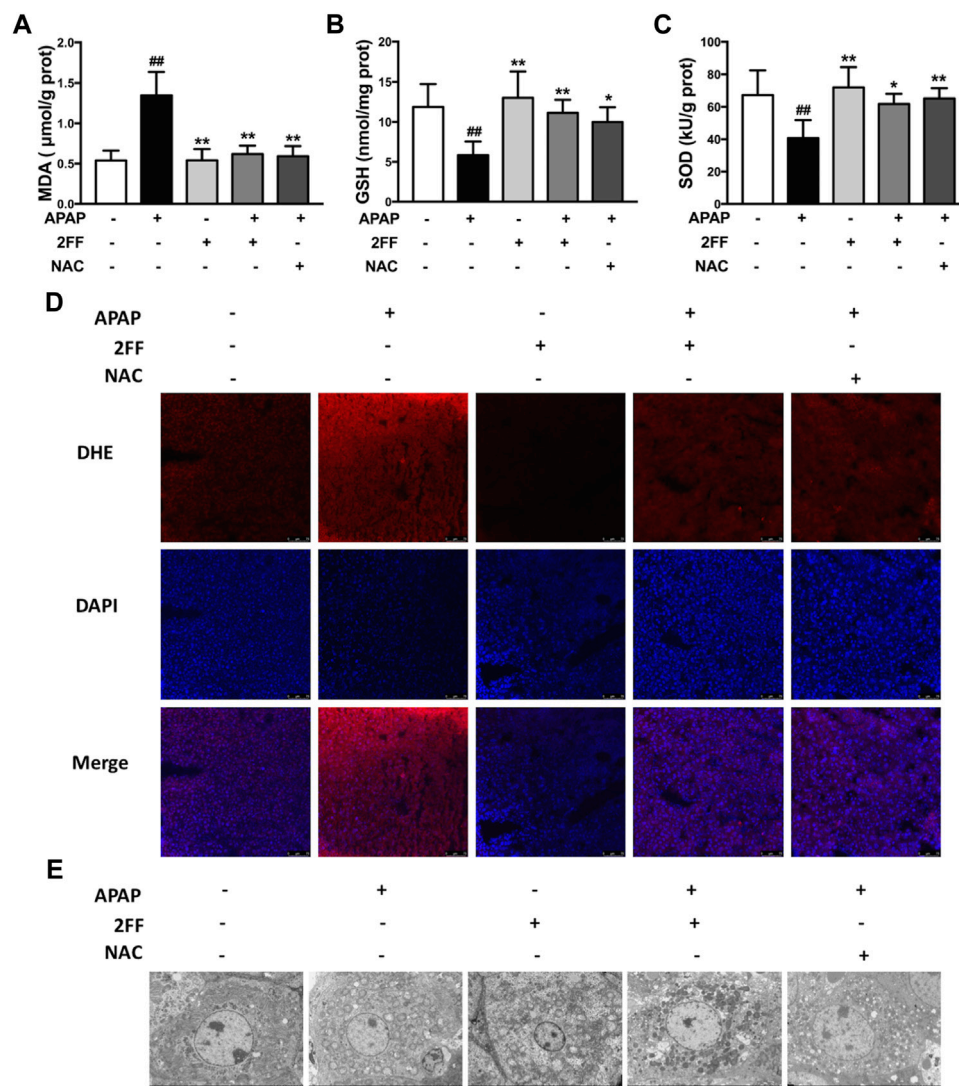 A
MDA ( μmol/g prot)
2.0
1.5
1.0
0.5
0.0
##
**
**
**
APAP - + - + +
2FF - - + + -
NAC - - - - +
B
GSH (nmol/mg prot)
20
15
10
5
0
##
**
**
*
APAP - + - + +
2FF - - + + -
NAC - - - - +
C
SOD (kU/g prot)
100
80
60
40
20
0
##
**
*
**
APAP - + - + +
2FF - - + + -
NAC - - - - +
D
APAP - + - + +
2FF - - + + -
NAC - - - - +
DHE
DAPI
Merge
E
APAP - + - + +
2FF - - + + -
NAC - - - - +